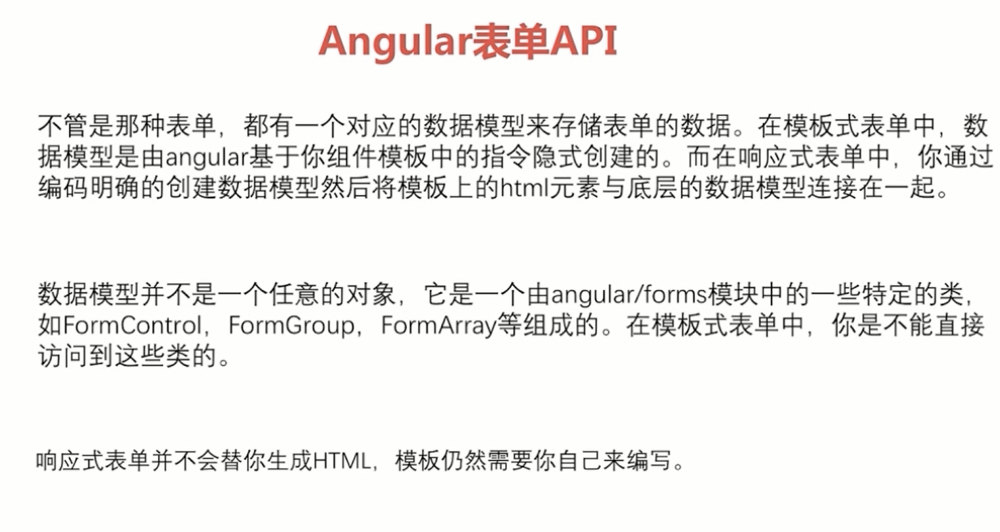 Angular表单API
不管是那种表单，都有一个对应的数据模型来存储表单的数据。在模板式表单中，数
据模型是由angular基于你组件模板中的指令隐式创建的。而在响应式表单中，你通过
编码明确的创建数据模型然后将模板上的html元素与底层的数据模型连接在一起。
数据模型并不是一个任意的对象，它是一个由angular/forms模块中的一些特定的类，
如FormControl，FormGroup，FormArray等组成的。在模板式表单中，你是不能直接
访问到这些类的。
响应式表单并不会替你生成HTML，模板仍然需要你自己来编写。